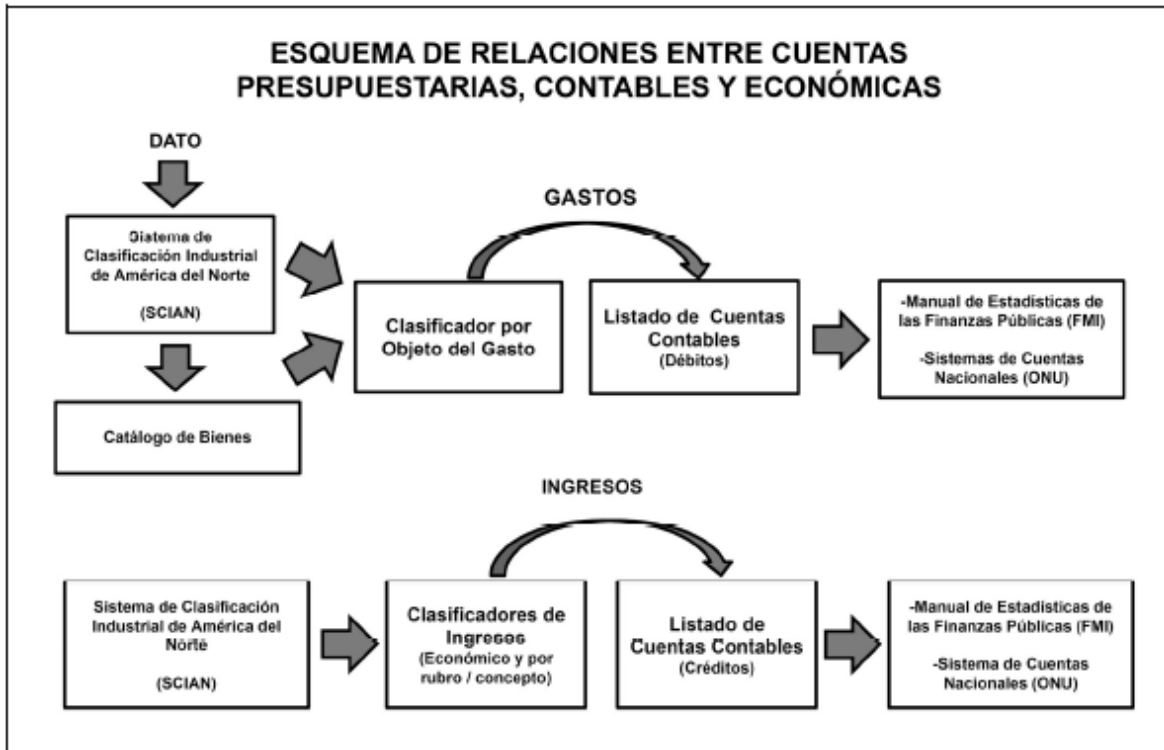 ESQUEMA DE RELACIONES ENTRE CUENTAS
PRESUPUESTARIAS, CONTABLES Y ECONÓMICAS
DATO
GASTOS
Sistema de
Clasificación Industrial
de América del Norte
(SCIAN)
Catálogo de Bienes
Clasificador por
Objeto del Gasto
Listado de Cuentas
Contables
(Débitos)
-Manual de Estadísticas de
las Finanzas Públicas (FMI)
-Sistemas de Cuentas
Nacionales (ONU)
INGRESOS
Sistema de Clasificación
Industrial de América del
Norte
(SCIAN)
Clasificadores de
Ingresos
(Económico y por
rubro / concepto)
Listado de
Cuentas Contables
(Créditos)
-Manual de Estadísticas de
las Finanzas Públicas (FMI)
-Sistema de Cuentas
Nacionales (ONU)